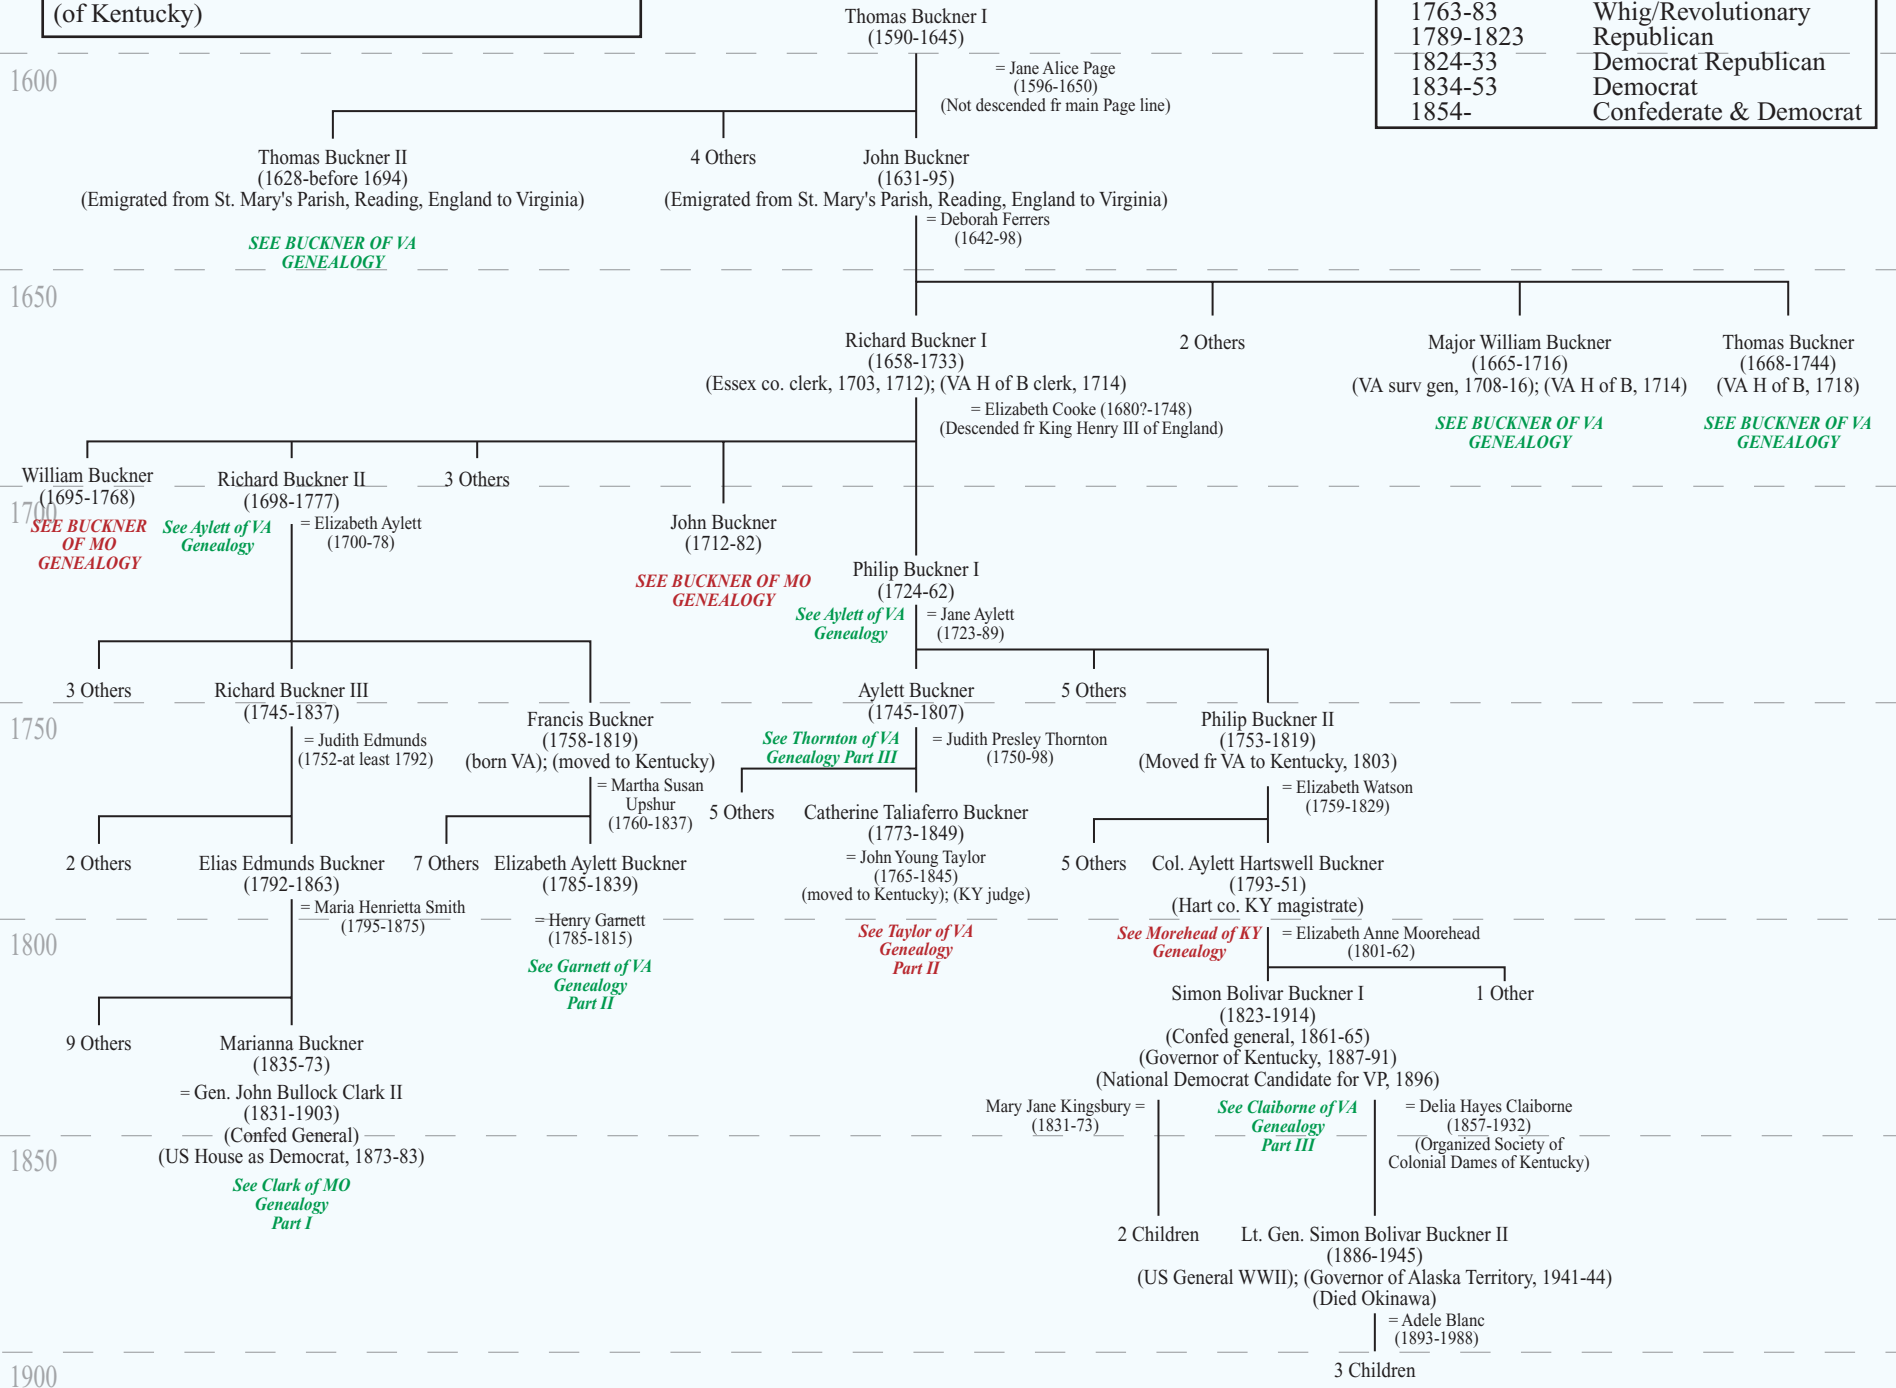 (of Kentucky)
1763-83 Whig/Revolutionary
1789-1823 Republican
1824-33 Democrat Republican
1834-53 Democrat
1854- Confederate & Democrat
Thomas Buckner I
(1590-1645)
1600
= Jane Alice Page
(1596-1650)
(Not descended fr main Page line)
Thomas Buckner II
(1628-before 1694)
(Emigrated from St. Mary's Parish, Reading, England to Virginia)
SEE BUCKNER OF VA
GENEALOGY
4 Others
John Buckner
(1631-95)
(Emigrated from St. Mary's Parish, Reading, England to Virginia)
= Deborah Ferrers
(1642-98)
1650
Richard Buckner I
(1658-1733)
(Essex co. clerk, 1703, 1712); (VA H of B clerk, 1714)
= Elizabeth Cooke (1680?-1748)
(Descended fr King Henry III of England)
2 Others
Major William Buckner
(1665-1716)
(VA surv gen, 1708-16); (VA H of B, 1714)
SEE BUCKNER OF VA
GENEALOGY
Thomas Buckner
(1668-1744)
(VA H of B, 1718)
SEE BUCKNER OF VA
GENEALOGY
William Buckner
(1695-1768)
1700
SEE BUCKNER
OF MO
GENEALOGY
Richard Buckner II
(1698-1777)
See Aylett of VA
Genealogy
= Elizabeth Aylett
(1700-78)
3 Others
John Buckner
(1712-82)
SEE BUCKNER OF MO
GENEALOGY
Philip Buckner I
(1724-62)
See Aylett of VA
Genealogy
= Jane Aylett
(1723-89)
3 Others
Richard Buckner III
(1745-1837)
= Judith Edmunds
(1752-at least 1792)
Francis Buckner
(1758-1819)
(born VA); (moved to Kentucky)
= Martha Susan
Upshur
(1760-1837)
Aylett Buckner
(1745-1807)
See Thornton of VA
Genealogy Part III
= Judith Presley Thornton
(1750-98)
5 Others
Philip Buckner II
(1753-1819)
(Moved fr VA to Kentucky, 1803)
= Elizabeth Watson
(1759-1829)
1750
2 Others
Elias Edmunds Buckner
(1792-1863)
= Maria Henrietta Smith
(1795-1875)
7 Others
Elizabeth Aylett Buckner
(1785-1839)
= Henry Garnett
(1785-1815)
See Garnett of VA
Genealogy
Part II
5 Others
Catherine Taliaferro Buckner
(1773-1849)
= John Young Taylor
(1765-1845)
(moved to Kentucky); (KY judge)
See Taylor of VA
Genealogy
Part II
5 Others
Col. Aylett Hartswell Buckner
(1793-51)
(Hart co. KY magistrate)
See Morehead of KY
Genealogy
= Elizabeth Anne Moorehead
(1801-62)
1800
9 Others
Marianna Buckner
(1835-73)
= Gen. John Bullock Clark II
(1831-1903)
(Confed General)
(US House as Democrat, 1873-83)
See Clark of MO
Genealogy
Part I
Simon Bolivar Buckner I
(1823-1914)
(Confed general, 1861-65)
(Governor of Kentucky, 1887-91)
(National Democrat Candidate for VP, 1896)
1 Other
Mary Jane Kingsbury =
(1831-73)
See Claiborne of VA
Genealogy
Part III
= Delia Hayes Claiborne
(1857-1932)
(Organized Society of
Colonial Dames of Kentucky)
1850
2 Children
Lt. Gen. Simon Bolivar Buckner II
(1886-1945)
(US General WWII); (Governor of Alaska Territory, 1941-44)
(Died Okinawa)
= Adele Blanc
(1893-1988)
3 Children
1900